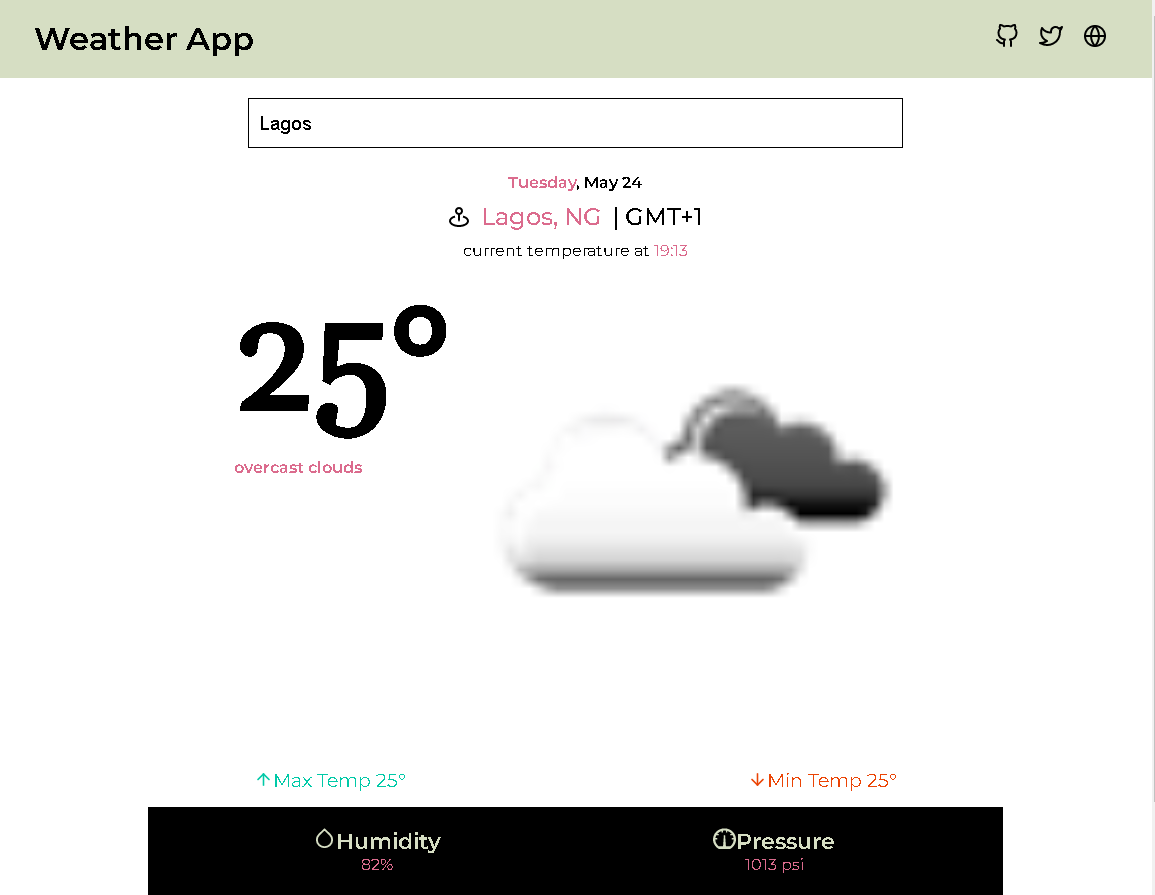 Weather App
Lagos
Tuesday, May 24
Lagos, NG | GMT+1
current temperature at 19:13
25°
overcast clouds
Max Temp 25° Min Temp 25°
Humidity Pressure
82% 1013 psi